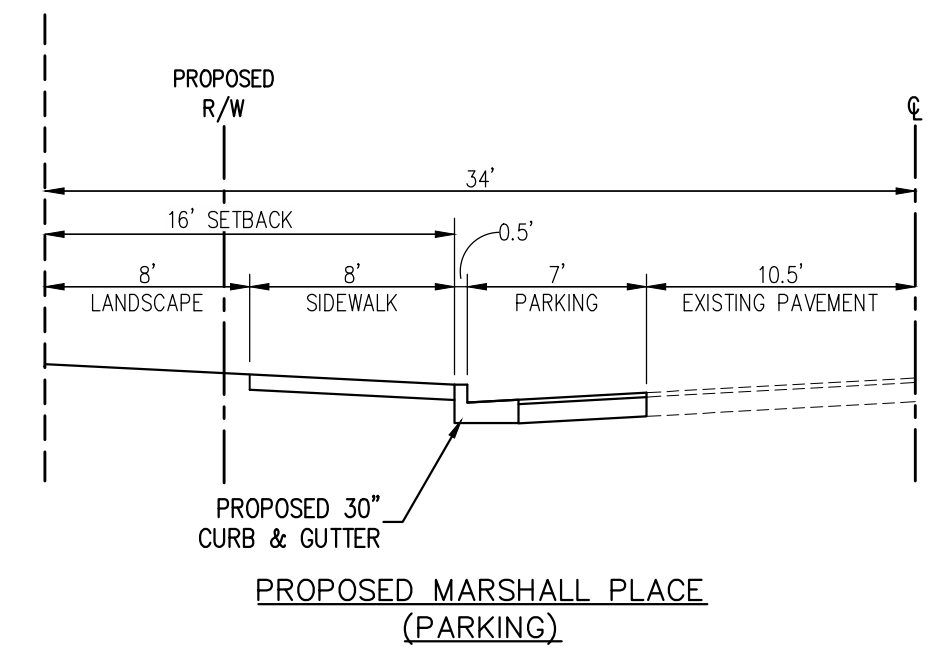 PROPOSED
R/W
℄
34'
16' SETBACK
0.5'
8'
LANDSCAPE
8'
SIDEWALK
7'
PARKING
10.5'
EXISTING PAVEMENT
PROPOSED 30"
CURB & GUTTER
PROPOSED MARSHALL PLACE
(PARKING)